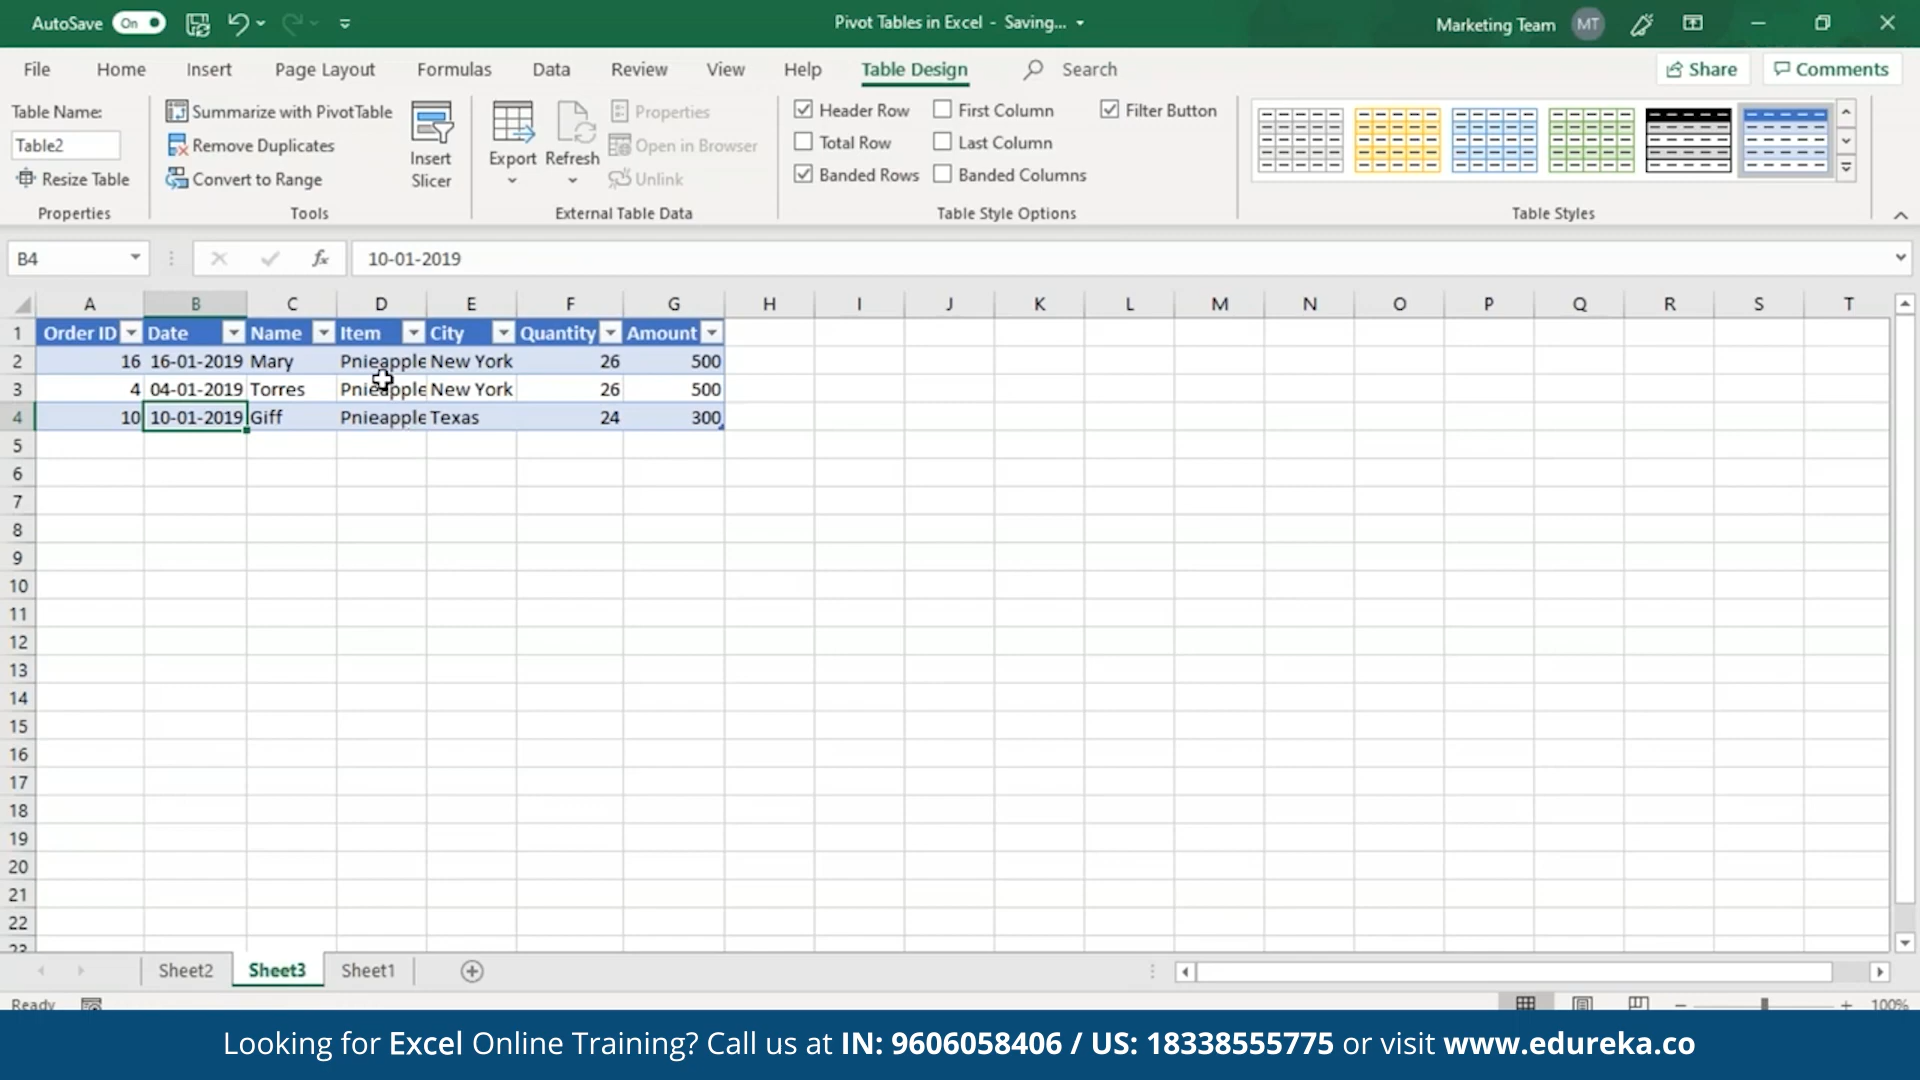 AutoSave On Pivot Tables in Excel - Saving... Marketing Team MT
File Home Insert Page Layout Formulas Data Review View Help Table Design Search Share Comments
Table Name:
Table2
Resize Table
Properties
Summarize with PivotTable
Remove Duplicates
Convert to Range
Tools
Insert Slicer
Export Refresh
Properties
Open in Browser
Unlink
External Table Data
Header Row First Column Filter Button
Total Row Last Column
Banded Rows Banded Columns
Table Style Options
Table Styles
B4 fx 10-01-2019
A B C D E F G H I J K L M N O P Q R S T
1 Order ID Date Name Item City Quantity Amount
2 16 16-01-2019 Mary Pnieapple New York 26 500
3 4 04-01-2019 Torres Pnieapple New York 26 500
4 10 10-01-2019 Giff Pnieapple Texas 24 300
5
6
7
8
9
10
11
12
13
14
15
16
17
18
19
20
21
22
23
Sheet2 Sheet3 Sheet1
Ready 100%
Looking for Excel Online Training? Call us at IN: 9606058406 / US: 18338555775 or visit www.edureka.co